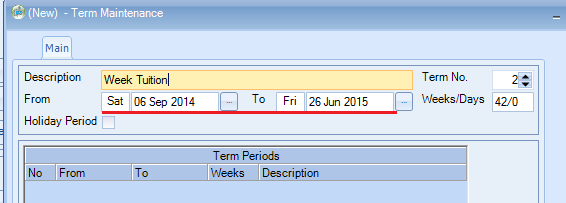 (New) - Term Maintenance
Main
Description Week Tuition Term No. 2
From Sat 06 Sep 2014 ... To Fri 26 Jun 2015 ... Weeks/Days 42/0
Holiday Period
Term Periods
No From To Weeks Description